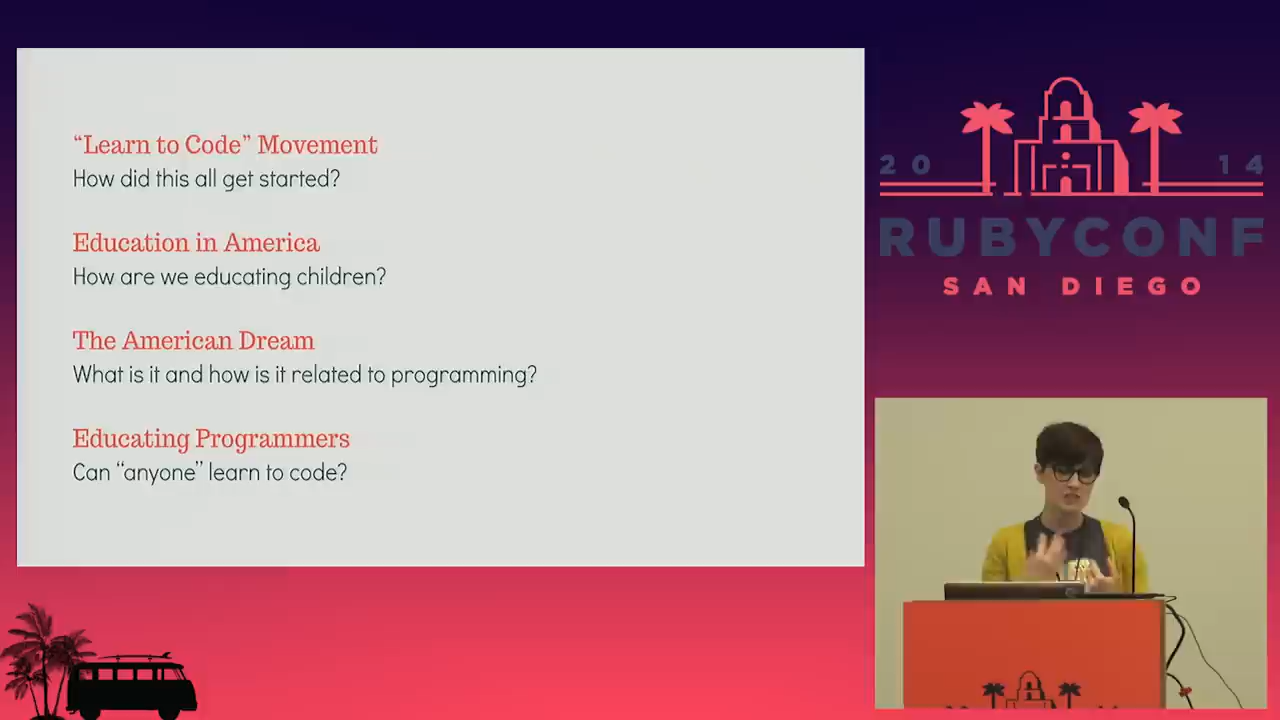 “Learn to Code” Movement
How did this all get started?
Education in America
How are we educating children?
The American Dream
What is it and how is it related to programming?
Educating Programmers
Can “anyone” learn to code?
20 14
RUBYCONF
SAN DIEGO